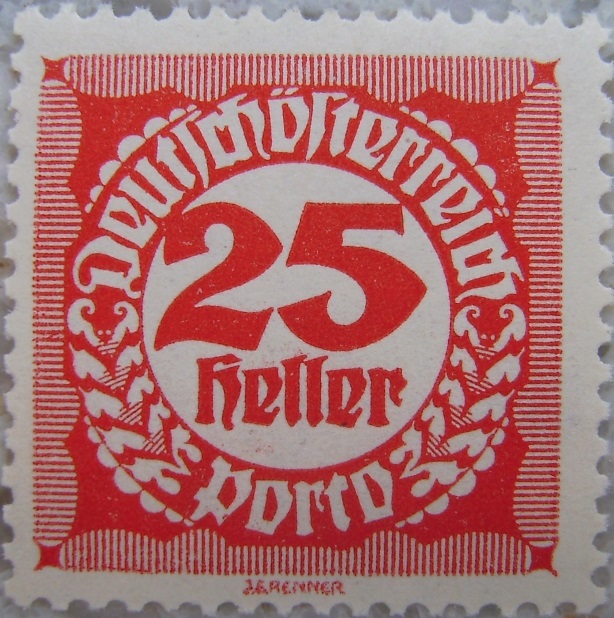 Deutschösterreich
25
heller
porto
J.G.RENNER